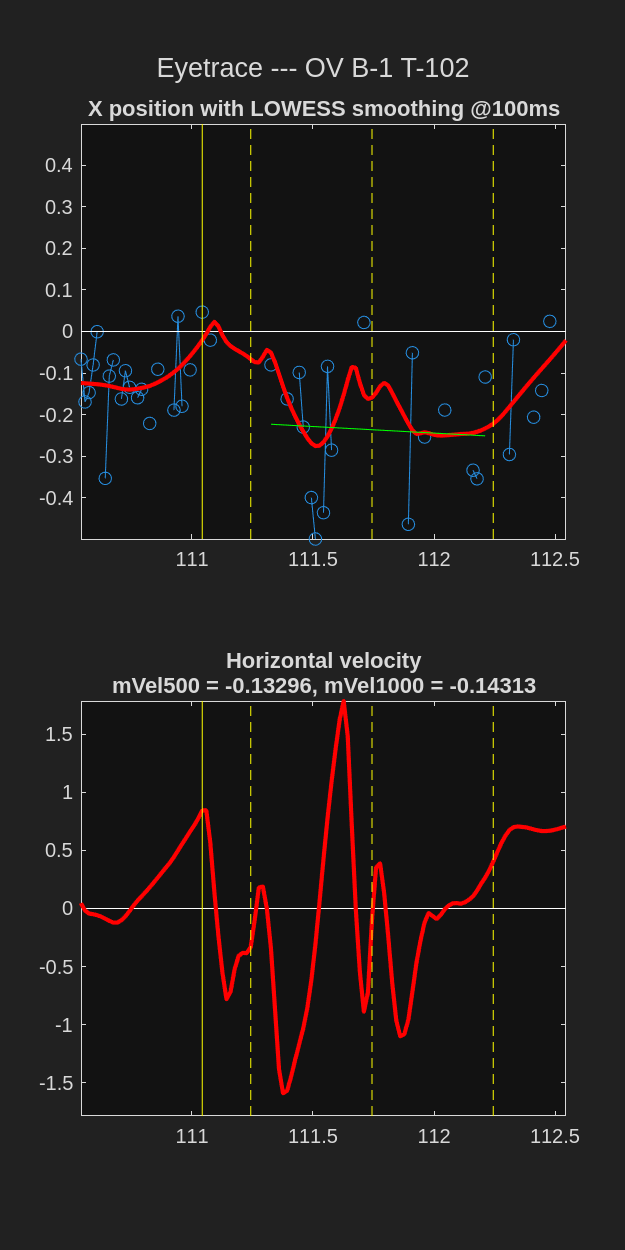 Eyetrace --- OV B-1 T-102
X position with LOWESS smoothing @100ms
0.4
0.3
0.2
0.1
0
-0.1
-0.2
-0.3
-0.4
111 111.5 112 112.5
Horizontal velocity
mVel500 = -0.13296, mVel1000 = -0.14313
1.5
1
0.5
0
-0.5
-1
-1.5
111 111.5 112 112.5